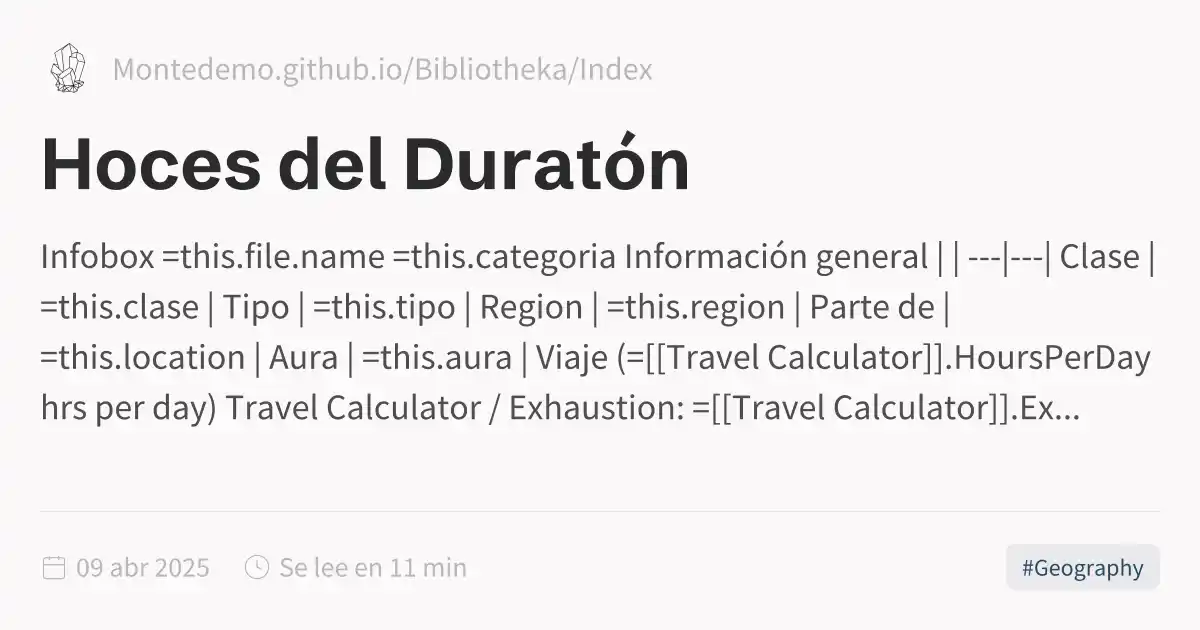 Montedemo.github.io/Bibliotheka/Index
Hoces del Duratón
Infobox =this.file.name =this.categoria Información general | | ---|---| Clase |
=this.clase | Tipo | =this.tipo | Region | =this.region | Parte de |
=this.location | Aura | =this.aura | Viaje (=[[Travel Calculator]].HoursPerDay
hrs per day) Travel Calculator / Exhaustion: =[[Travel Calculator]].Ex...
09 abr 2025 Se lee en 11 min #Geography